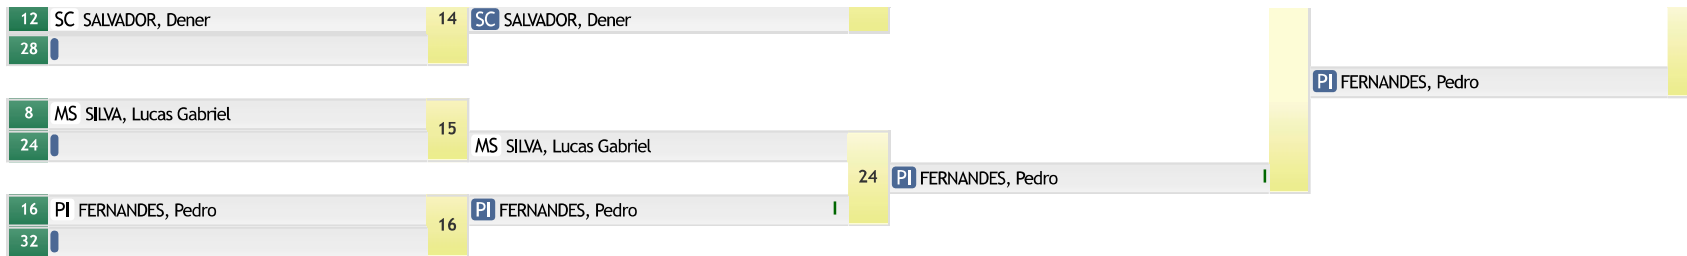 12 SC SALVADOR, Dener 14 SC SALVADOR, Dener
28
PI FERNANDES, Pedro
8 MS SILVA, Lucas Gabriel
15
24
MS SILVA, Lucas Gabriel
24 PI FERNANDES, Pedro I
16 PI FERNANDES, Pedro
PI FERNANDES, Pedro I
16
32